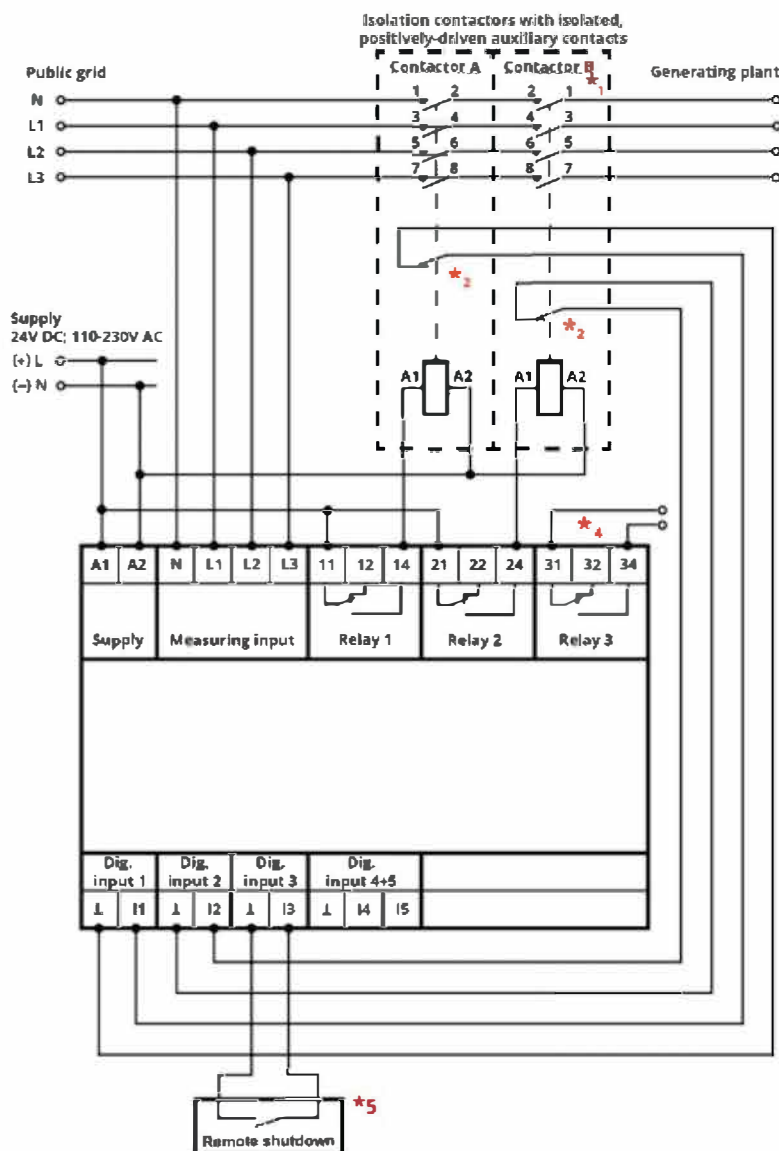 Isolation contactors with isolated,
positively-driven auxiliary contacts
Public grid
Contactor A
Contactor B
*1
Generating plant
N
1 2
2 1
L1
3 4
4 3
L2
5 6
6 5
L3
7 8
8 7
*2
*2
Supply
24V DC; 110-230V AC
(+) L
(−) N
A1 A2
A1 A2
*4
A1 A2 N L1 L2 L3 11 12 14 21 22 24 31 32 34
Supply Measuring input Relay 1 Relay 2 Relay 3
Dig. input 1
Dig. input 2
Dig. input 3
Dig. input 4+5
⊥ I1 ⊥ I2 ⊥ I3 ⊥ I4 I5
*5
Remote shutdown